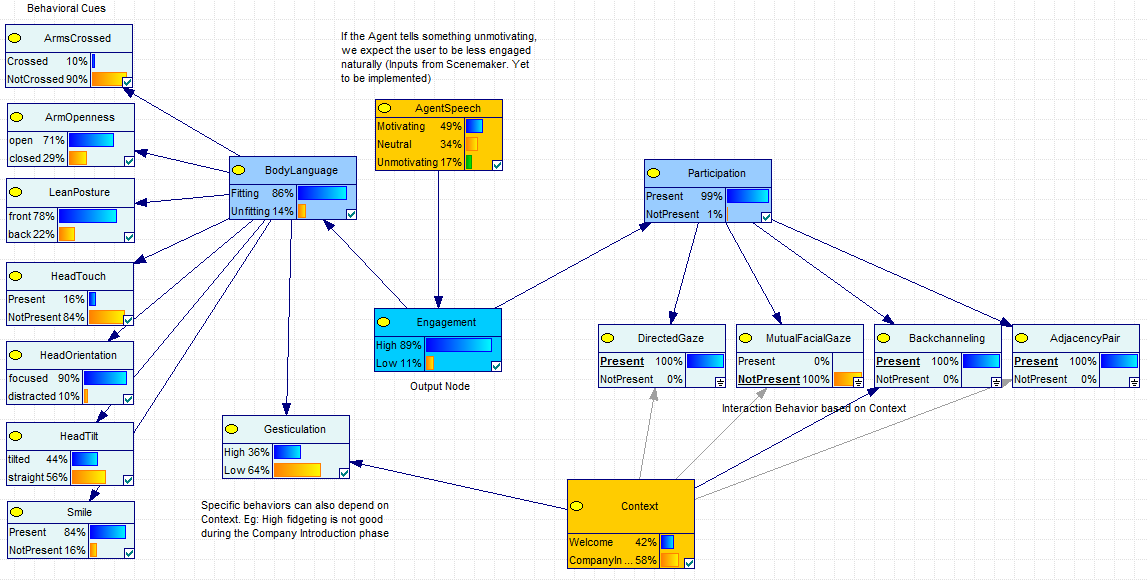 Behavioral Cues
ArmsCrossed
Crossed 10%
NotCrossed 90%
ArmOpenness
open 71%
closed 29%
LeanPosture
front 78%
back 22%
HeadTouch
Present 16%
NotPresent 84%
HeadOrientation
focused 90%
distracted 10%
HeadTilt
tilted 44%
straight 56%
Smile
Present 84%
NotPresent 16%
BodyLanguage
Fitting 86%
Unfitting 14%
If the Agent tells something unmotivating,
we expect the user to be less engaged
naturally (Inputs from Scenemaker. Yet
to be implemented)
AgentSpeech
Motivating 49%
Neutral 34%
Unmotivating 17%
Engagement
High 89%
Low 11%
Output Node
Gesticulation
High 36%
Low 64%
Specific behaviors can also depend on
Context. Eg: High fidgeting is not good
during the Company Introduction phase
Participation
Present 99%
NotPresent 1%
DirectedGaze
Present 100%
NotPresent 0%
MutualFacialGaze
Present 0%
NotPresent 100%
Backchanneling
Present 100%
NotPresent 0%
AdjacencyPair
Present 100%
NotPresent 0%
Interaction Behavior based on Context
Context
Welcome 42%
CompanyIn ... 58%